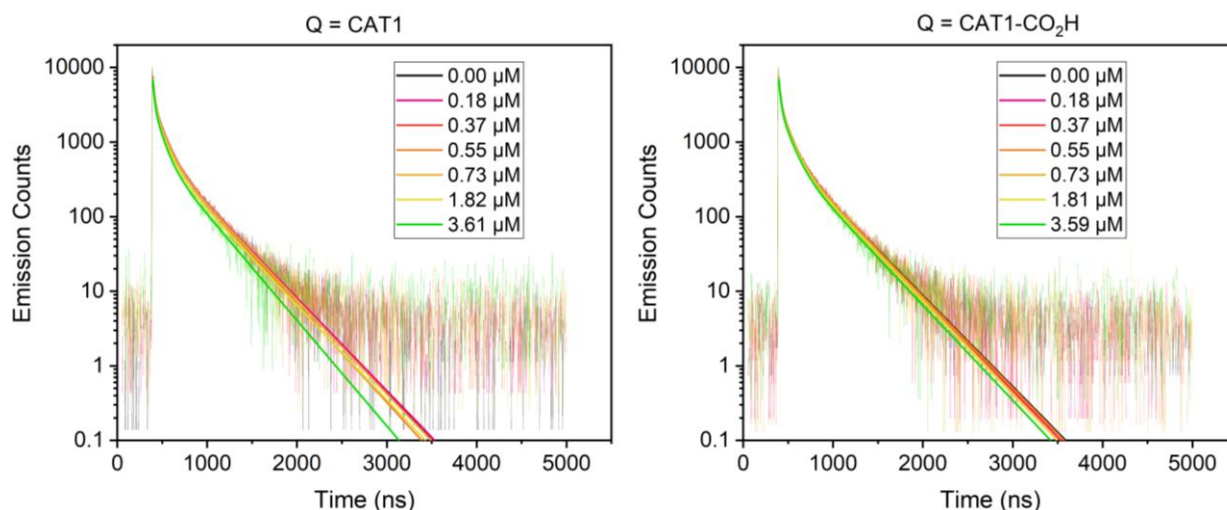 Q = CAT1
Emission Counts
10000
1000
100
10
1
0.1
0.00 µM
0.18 µM
0.37 µM
0.55 µM
0.73 µM
1.82 µM
3.61 µM
0 1000 2000 3000 4000 5000
Time (ns)
Q = CAT1-CO₂H
Emission Counts
10000
1000
100
10
1
0.1
0.00 µM
0.18 µM
0.37 µM
0.55 µM
0.73 µM
1.81 µM
3.59 µM
0 1000 2000 3000 4000 5000
Time (ns)